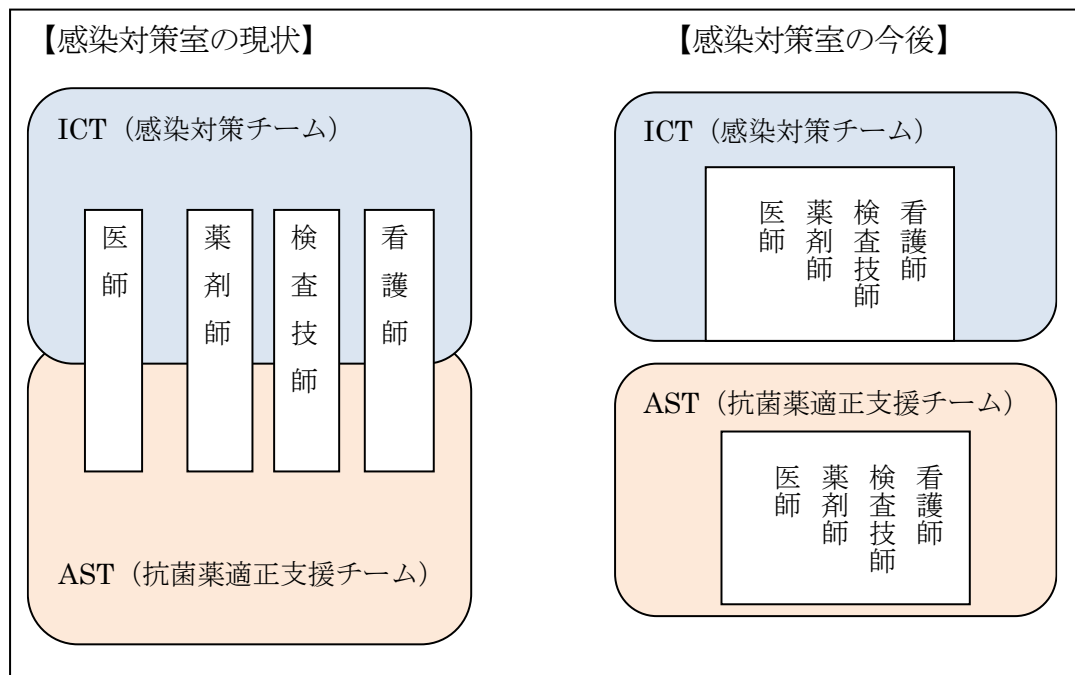 【感染対策室の現状】
ICT（感染対策チーム）
医師
薬剤師
検査技師
看護師
AST（抗菌薬適正支援チーム）
【感染対策室の今後】
ICT（感染対策チーム）
看護師
検査技師
薬剤師
医師
AST（抗菌薬適正支援チーム）
看護師
検査技師
薬剤師
医師